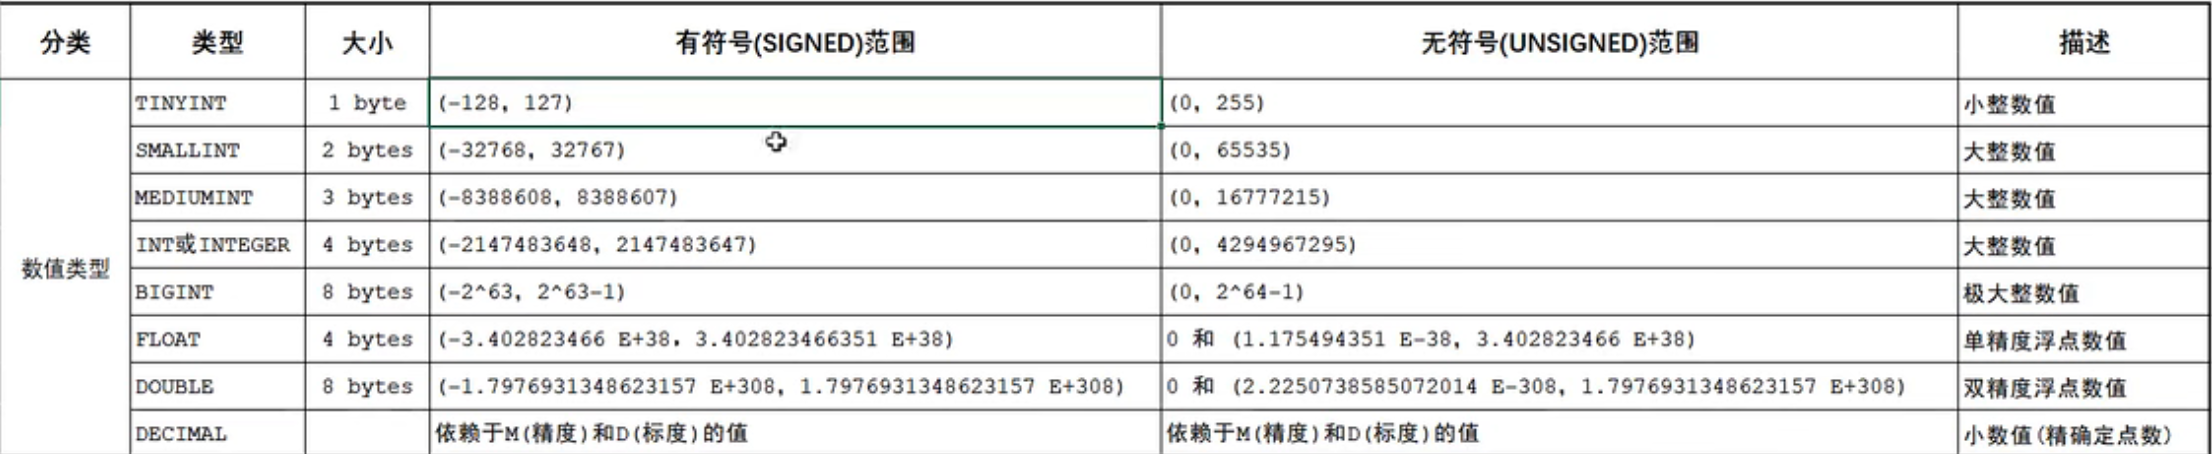 分类 类型 大小 有符号(SIGNED)范围 无符号(UNSIGNED)范围 描述
TINYINT 1 byte (-128, 127) (0, 255) 小整数值
SMALLINT 2 bytes (-32768, 32767) (0, 65535) 大整数值
MEDIUMINT 3 bytes (-8388608, 8388607) (0, 16777215) 大整数值
INT或INTEGER 4 bytes (-2147483648, 2147483647) (0, 4294967295) 大整数值
数值类型
BIGINT 8 bytes (-2^63, 2^63-1) (0, 2^64-1) 极大整数值
FLOAT 4 bytes (-3.402823466 E+38, 3.402823466351 E+38) 0 和 (1.175494351 E-38, 3.402823466 E+38) 单精度浮点数值
DOUBLE 8 bytes (-1.7976931348623157 E+308, 1.7976931348623157 E+308) 0 和 (2.2250738585072014 E-308, 1.7976931348623157 E+308) 双精度浮点数值
DECIMAL 依赖于M(精度)和D(标度)的值 依赖于M(精度)和D(标度)的值 小数值(精确定点数)